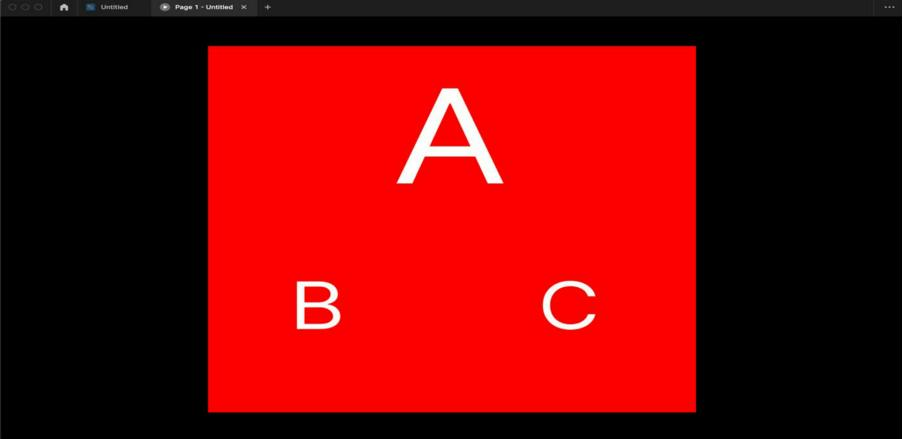 Untitled
Page 1 - Untitled
A
B C